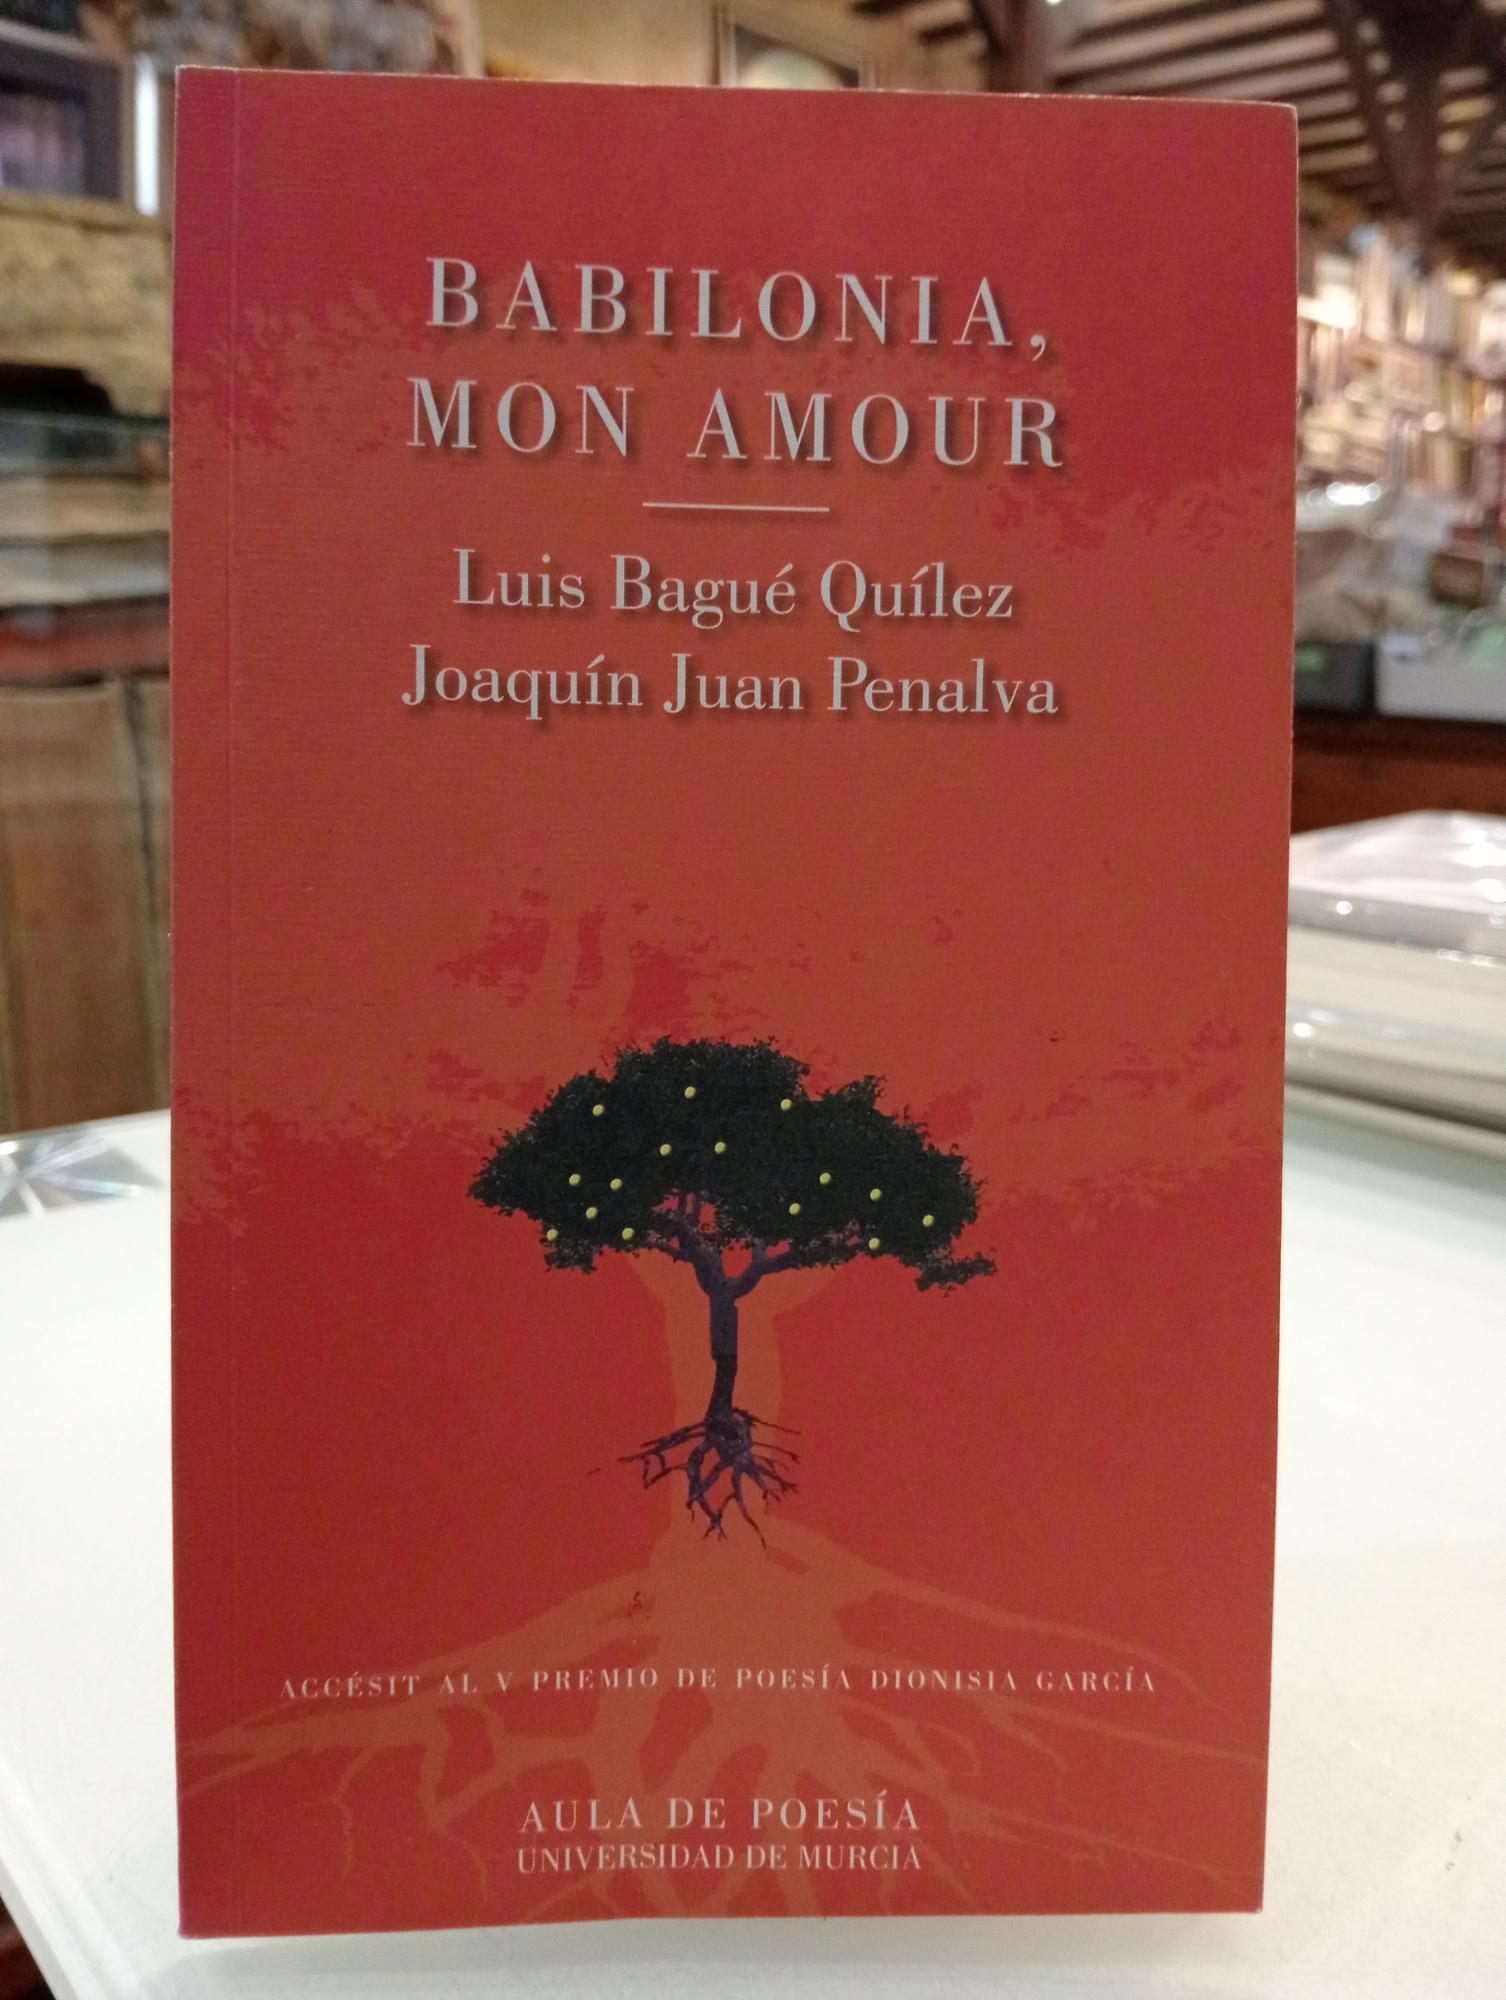 BABILONIA,
MON AMOUR
Luis Bagué Quílez
Joaquín Juan Penalva
ACCÉSIT AL V PREMIO DE POESÍA DIONISIA GARCÍA
AULA DE POESÍA
UNIVERSIDAD DE MURCIA